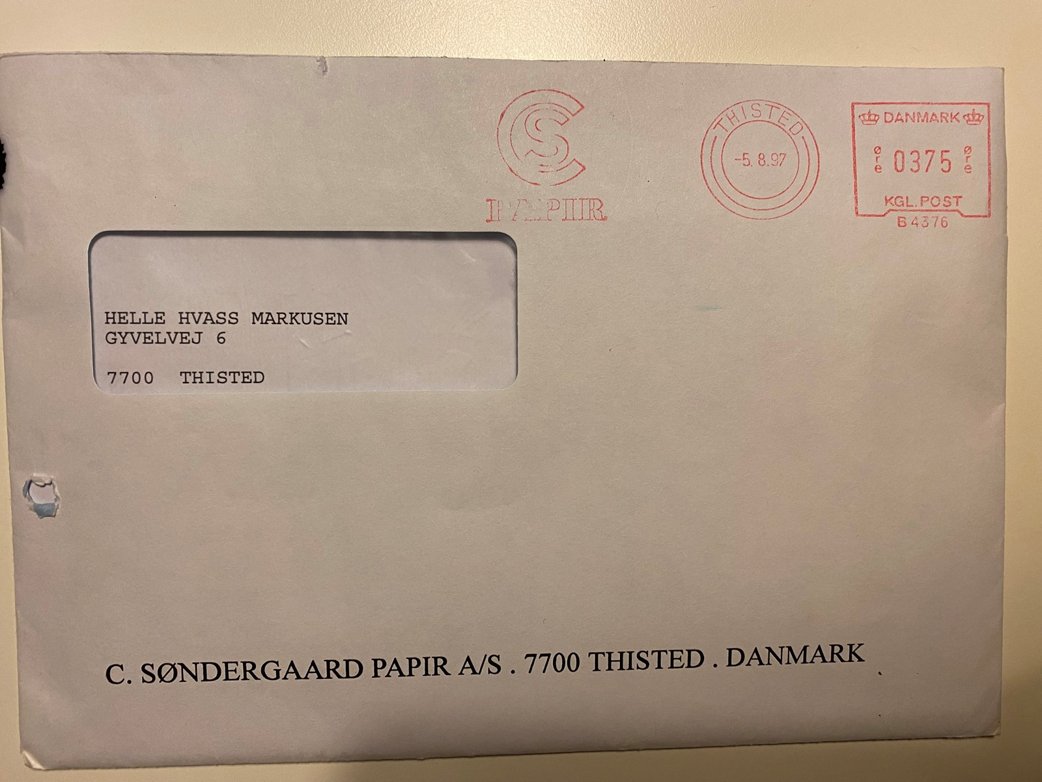 CS
THISTED
-5. 8.97
DANMARK
øre 0375 øre
KGL. POST
B 4376
HELLE HVASS MARKUSEN
GYVELVEJ 6
7700 THISTED
C. SØNDERGAARD PAPIR A/S . 7700 THISTED . DANMARK